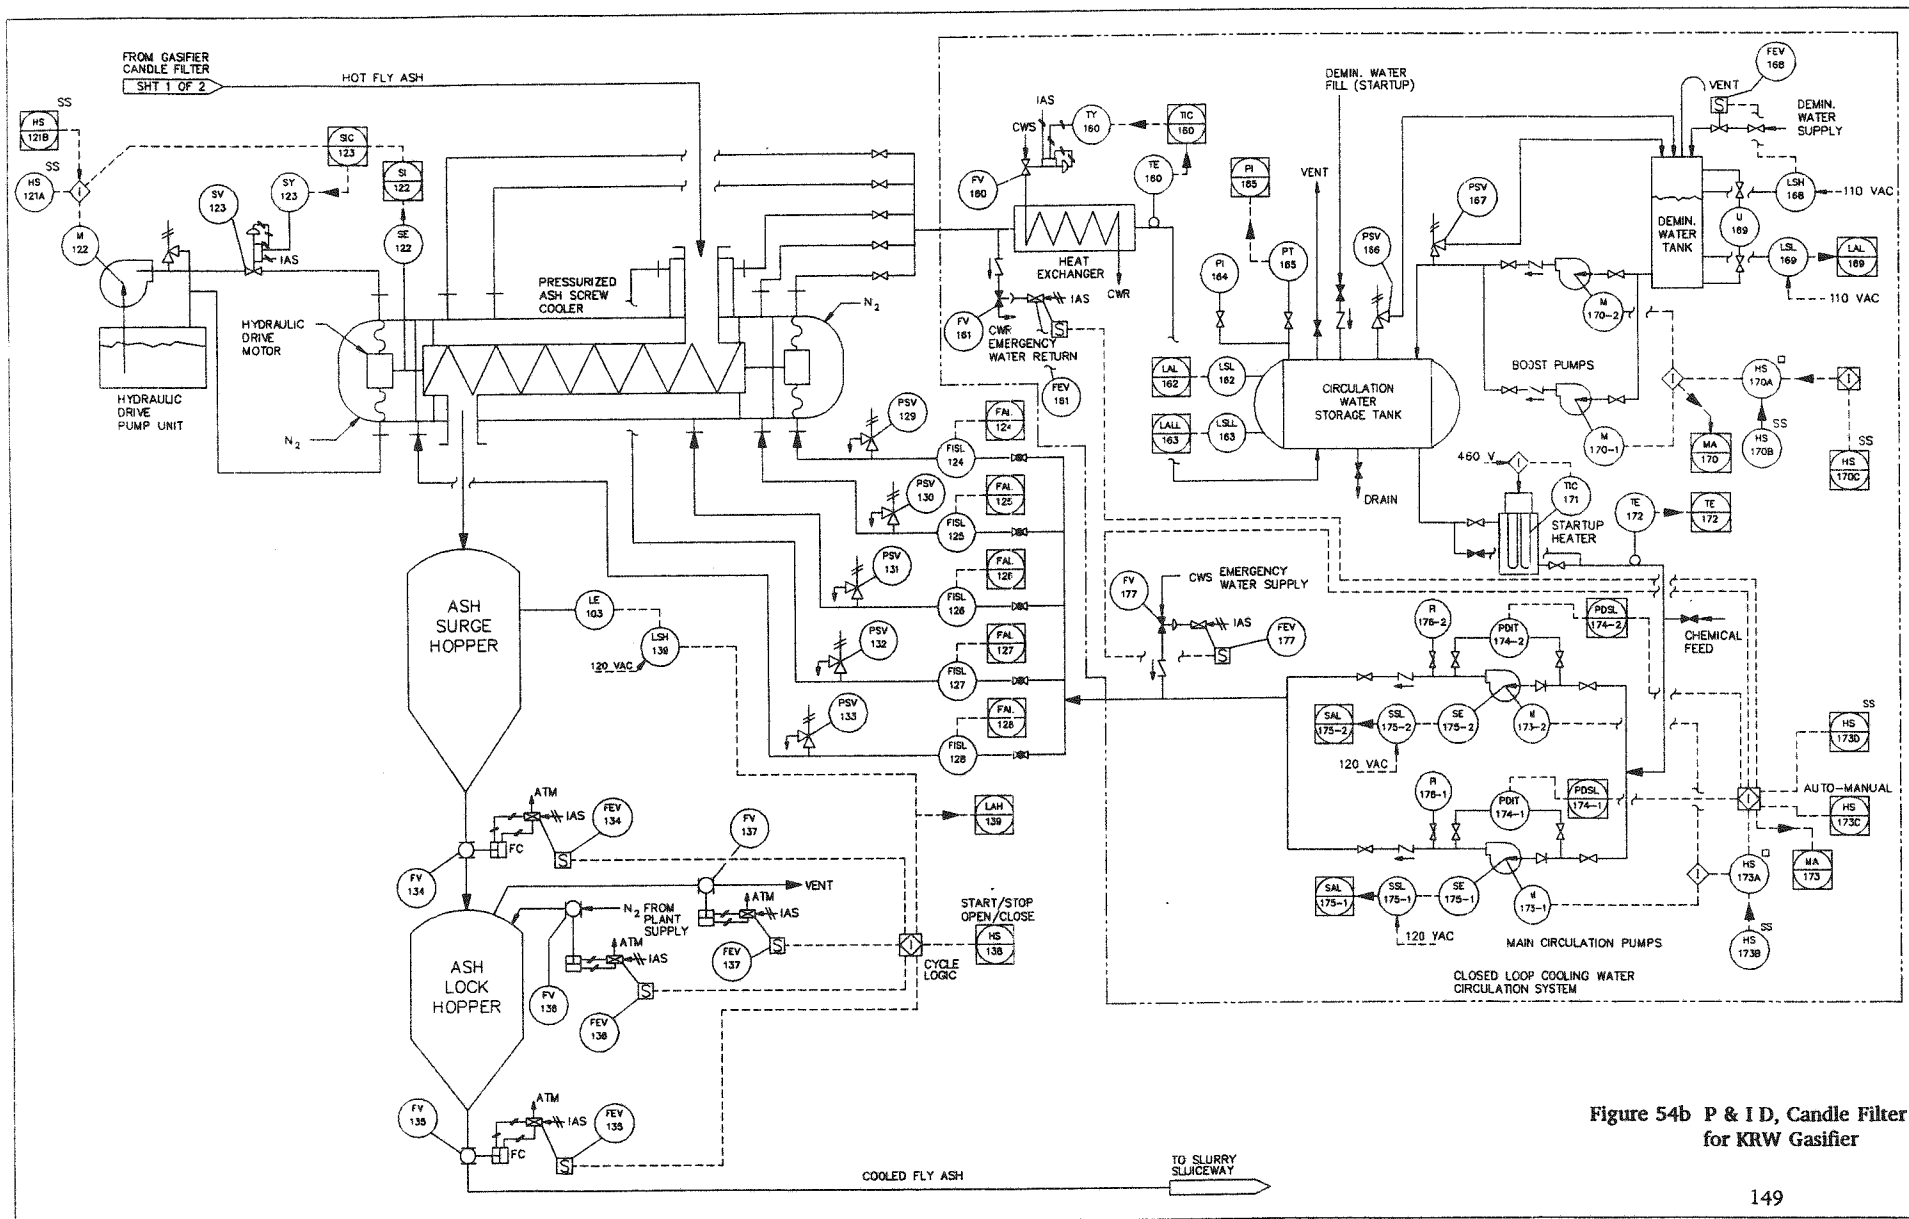 FROM GASIFIER
CANDLE FILTER
SHT 1 OF 2
HOT FLY ASH
SS
HS
121B
SS
HS
121A
I
M
122
SV
123
SY
123
SIC
123
SI
122
SE
122
IAS
HYDRAULIC
DRIVE
PUMP UNIT
HYDRAULIC
DRIVE
MOTOR
N2
PRESSURIZED
ASH SCREW
COOLER
N2
IAS
CWS
TY
160
TIC
160
TE
160
FV
160
HEAT
EXCHANGER
CWR
IAS
S
FV
161
CWR
EMERGENCY
WATER RETURN
FEV
161
PI
165
VENT
PI
164
PT
165
PSV
166
DEMIN. WATER
FILL (STARTUP)
PSV
167
LAL
162
LSL
162
LALL
163
LSLL
163
CIRCULATION
WATER
STORAGE TANK
DRAIN
FEV
168
VENT
S
DEMIN.
WATER
SUPPLY
DEMIN.
WATER
TANK
LSH
168
110 VAC
LI
169
LSL
169
LAL
169
110 VAC
M
170-2
BOOST PUMPS
M
170-1
I
HS
170A
I
SS
HS
170B
SS
HS
170C
MA
170
460 V
I
TIC
171
STARTUP
HEATER
TE
172
TE
172
PSV
129
FISL
124
FAL
124
PSV
130
FISL
125
FAL
125
PSV
131
FISL
126
FAL
126
PSV
132
FISL
127
FAL
127
PSV
133
FISL
128
FAL
128
FV
177
CWS EMERGENCY
WATER SUPPLY
IAS
S
FEV
177
PI
176-2
PDIT
174-2
PDSL
174-2
CHEMICAL
FEED
SAL
175-2
SSL
175-2
SE
175-2
M
173-2
120 VAC
PI
176-1
PDIT
174-1
PDSL
174-1
SAL
175-1
SSL
175-1
SE
175-1
M
173-1
120 VAC
MAIN CIRCULATION PUMPS
I
I
SS
HS
173D
AUTO-MANUAL
HS
173C
HS
173A
MA
173
SS
HS
173B
CLOSED LOOP COOLING WATER
CIRCULATION SYSTEM
ASH
SURGE
HOPPER
LE
103
LSH
139
120 VAC
LAH
139
ATM
IAS
FC
FEV
134
S
FV
134
FV
137
VENT
N2 FROM
PLANT
SUPPLY
ATM
IAS
FEV
137
S
ATM
IAS
FV
136
FEV
136
S
START/STOP
OPEN/CLOSE
HS
138
I
CYCLE
LOGIC
ASH
LOCK
HOPPER
FV
135
ATM
IAS
FC
FEV
135
S
COOLED FLY ASH
TO SLURRY
SLUICEWAY
Figure 54b P & I D, Candle Filter
for KRW Gasifier
149